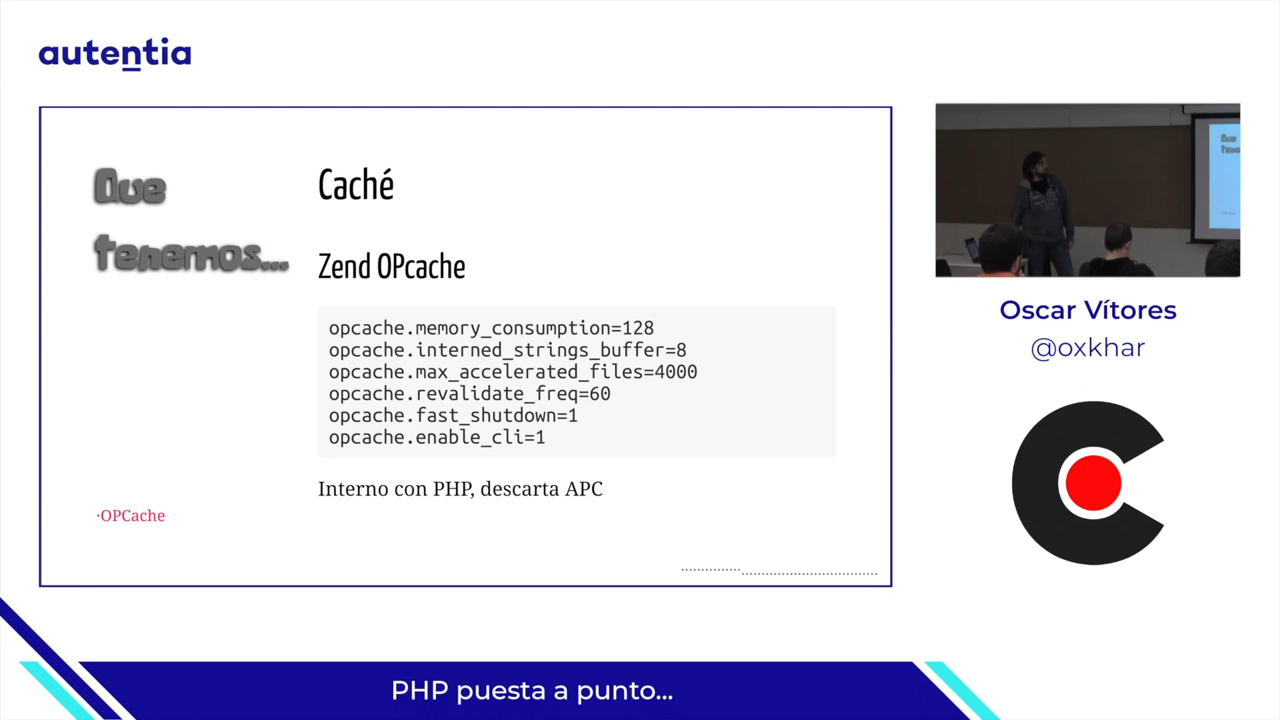 autentia
Que
tenemos...
Caché
Zend OPcache
opcache.memory_consumption=128
opcache.interned_strings_buffer=8
opcache.max_accelerated_files=4000
opcache.revalidate_freq=60
opcache.fast_shutdown=1
opcache.enable_cli=1
Interno con PHP, descarta APC
·OPCache
Oscar Vítores
@oxkhar
PHP puesta a punto...